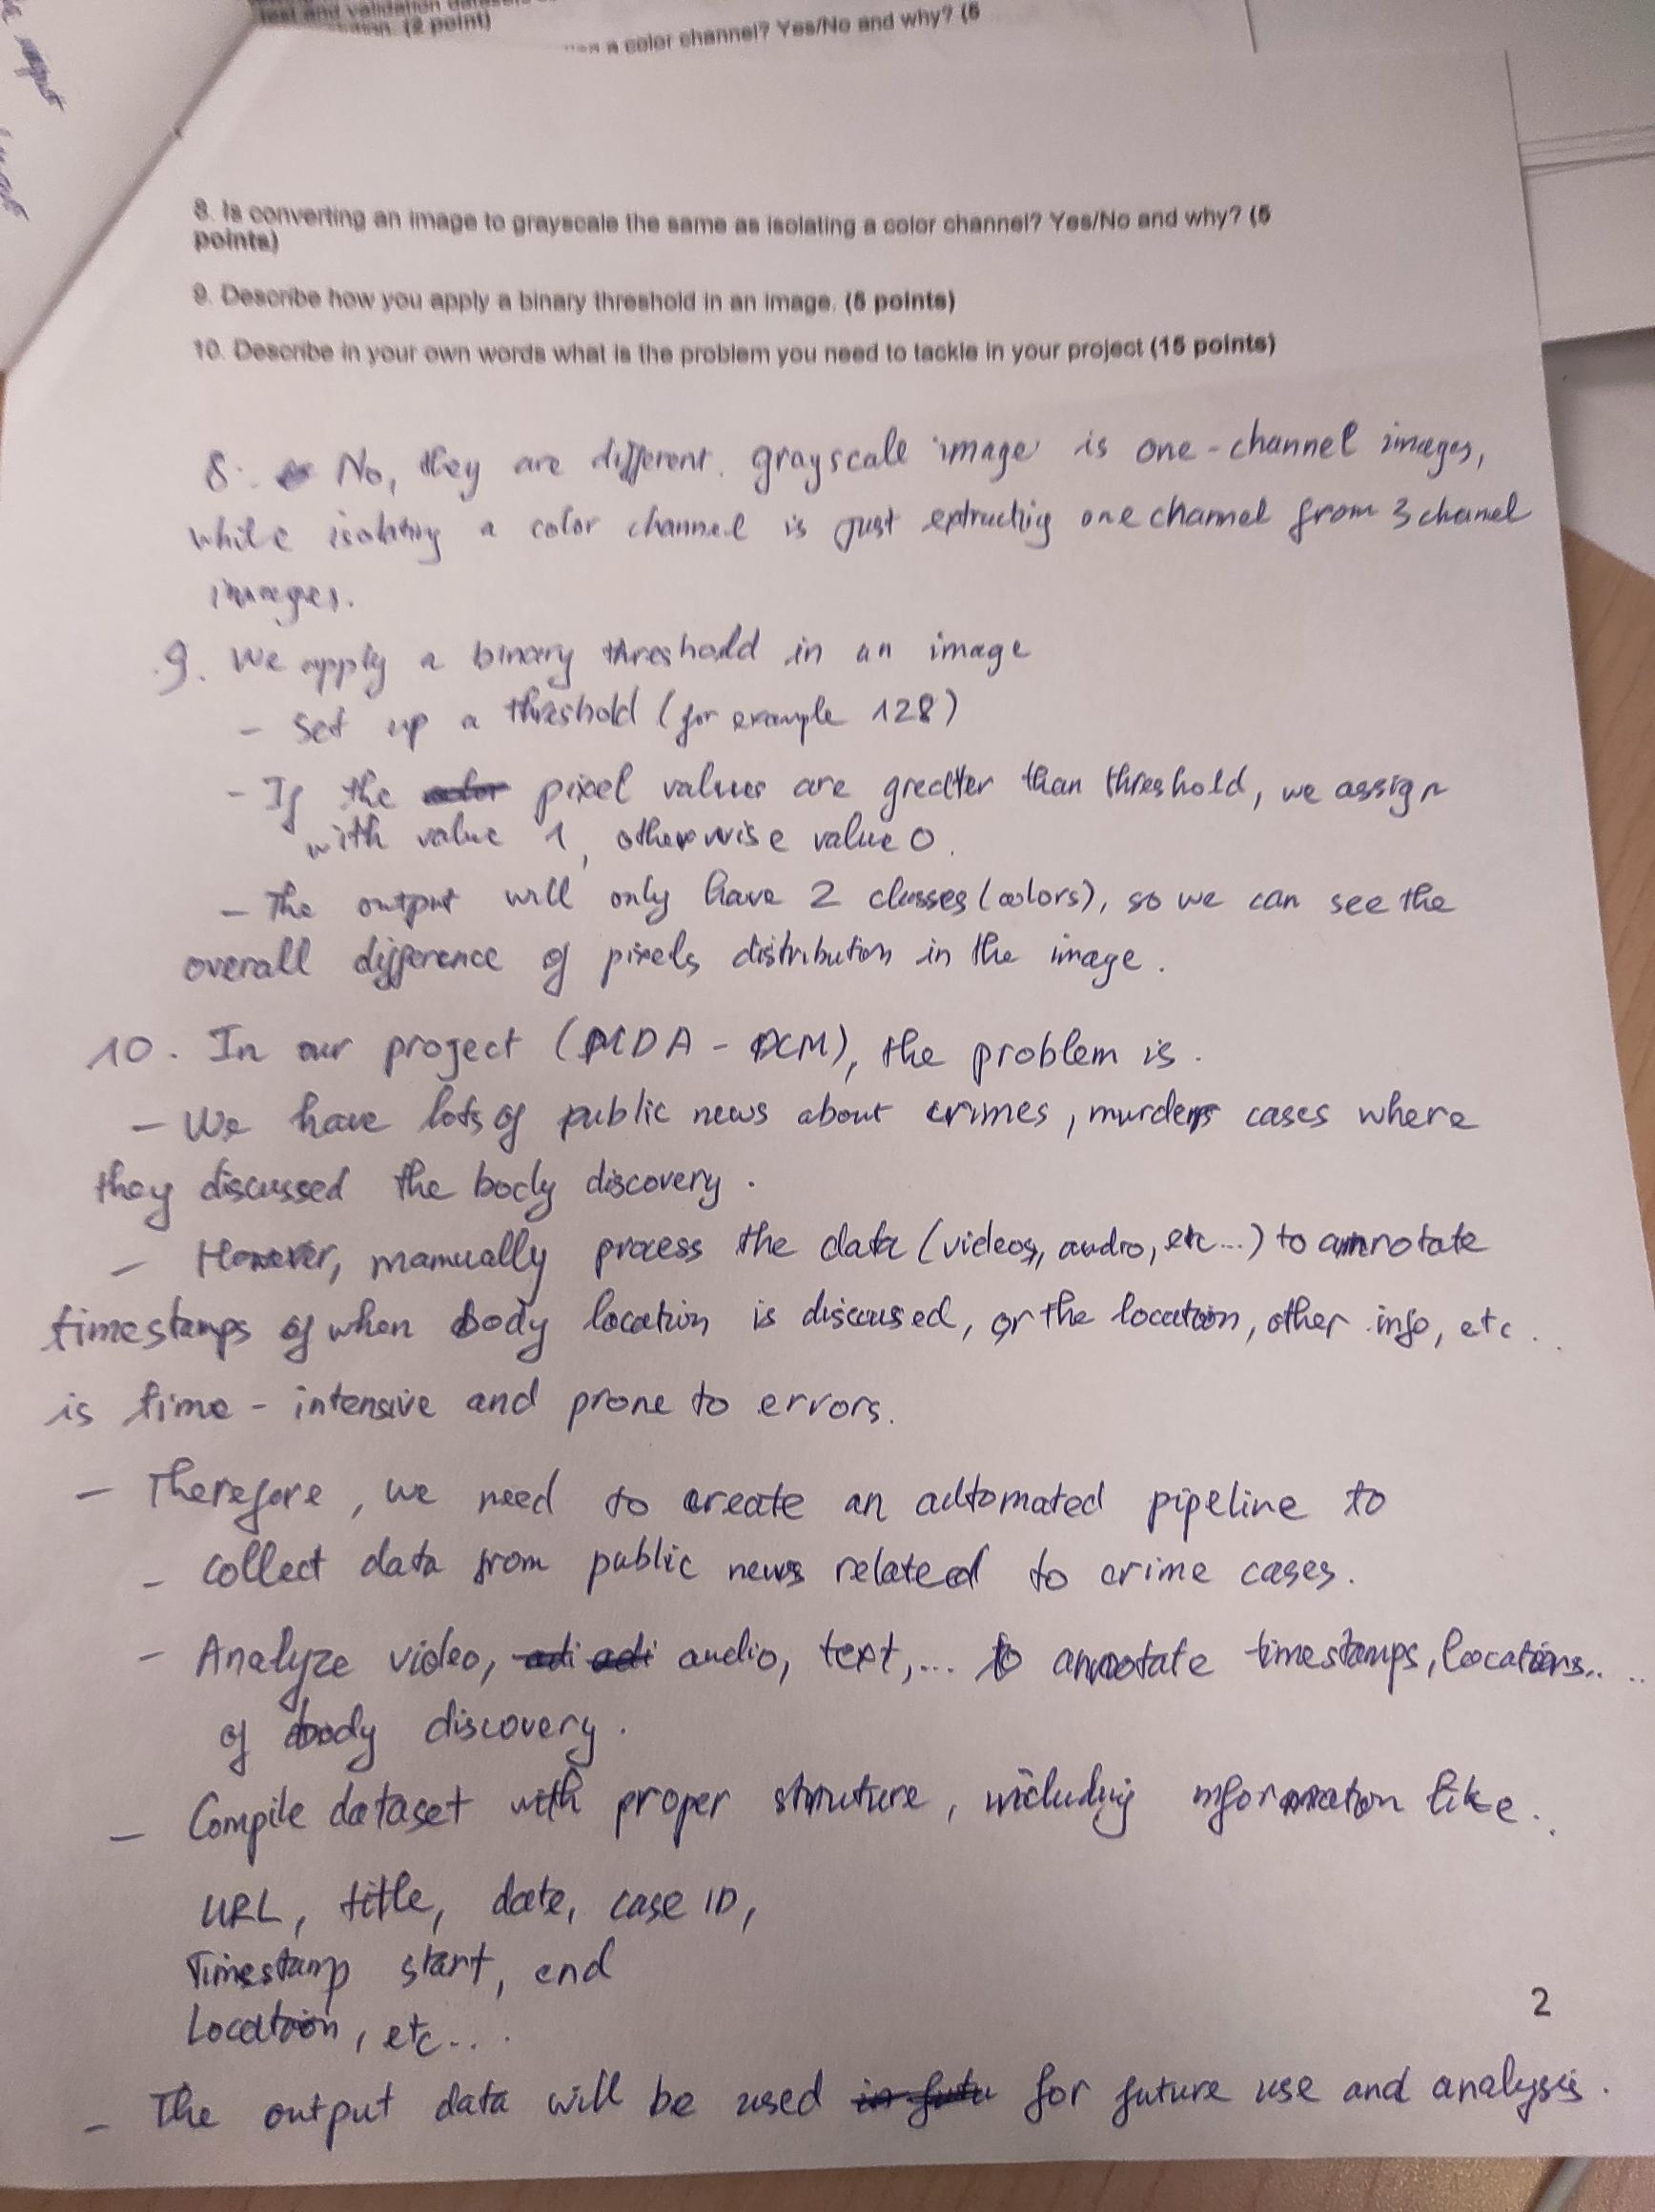 test and validation
(2 point)
a color channel? Yes/No and why? (5
8. Is converting an image to grayscale the same as isolating a color channel? Yes/No and why? (5
points)
9. Describe how you apply a binary threshold in an image. (5 points)
10. Describe in your own words what is the problem you need to tackle in your project (15 points)
8. No, they are different. grayscale image is one-channel images,
while isolating a color channel is just extracting one channel from 3 chanel
images.
9. We apply a binary threshold in an image
- Set up a threshold (for example 128)
- If the pixel values are greater than threshold, we assign
with value 1, otherwise value 0.
- The output will only have 2 classes (colors), so we can see the
overall difference of pixels distribution in the image.
10. In our project (MDA - DCM), the problem is.
- We have lots of public news about crimes, murders cases where
they discussed the body discovery.
- However, manually process the data (videos, audio, etc...) to annotate
timestamps of when body location is discussed, or the location, other info, etc..
is time-intensive and prone to errors.
- Therefore, we need to create an automated pipeline to
- collect data from public news related to crime cases.
- Analyze video, audio, text,... to annotate timestamps, locations....
of body discovery.
- Compile dataset with proper struture, including information like..
URL, title, date, case ID,
Timestamp start, end
Location, etc...
2
- The output data will be used for future use and analysis.